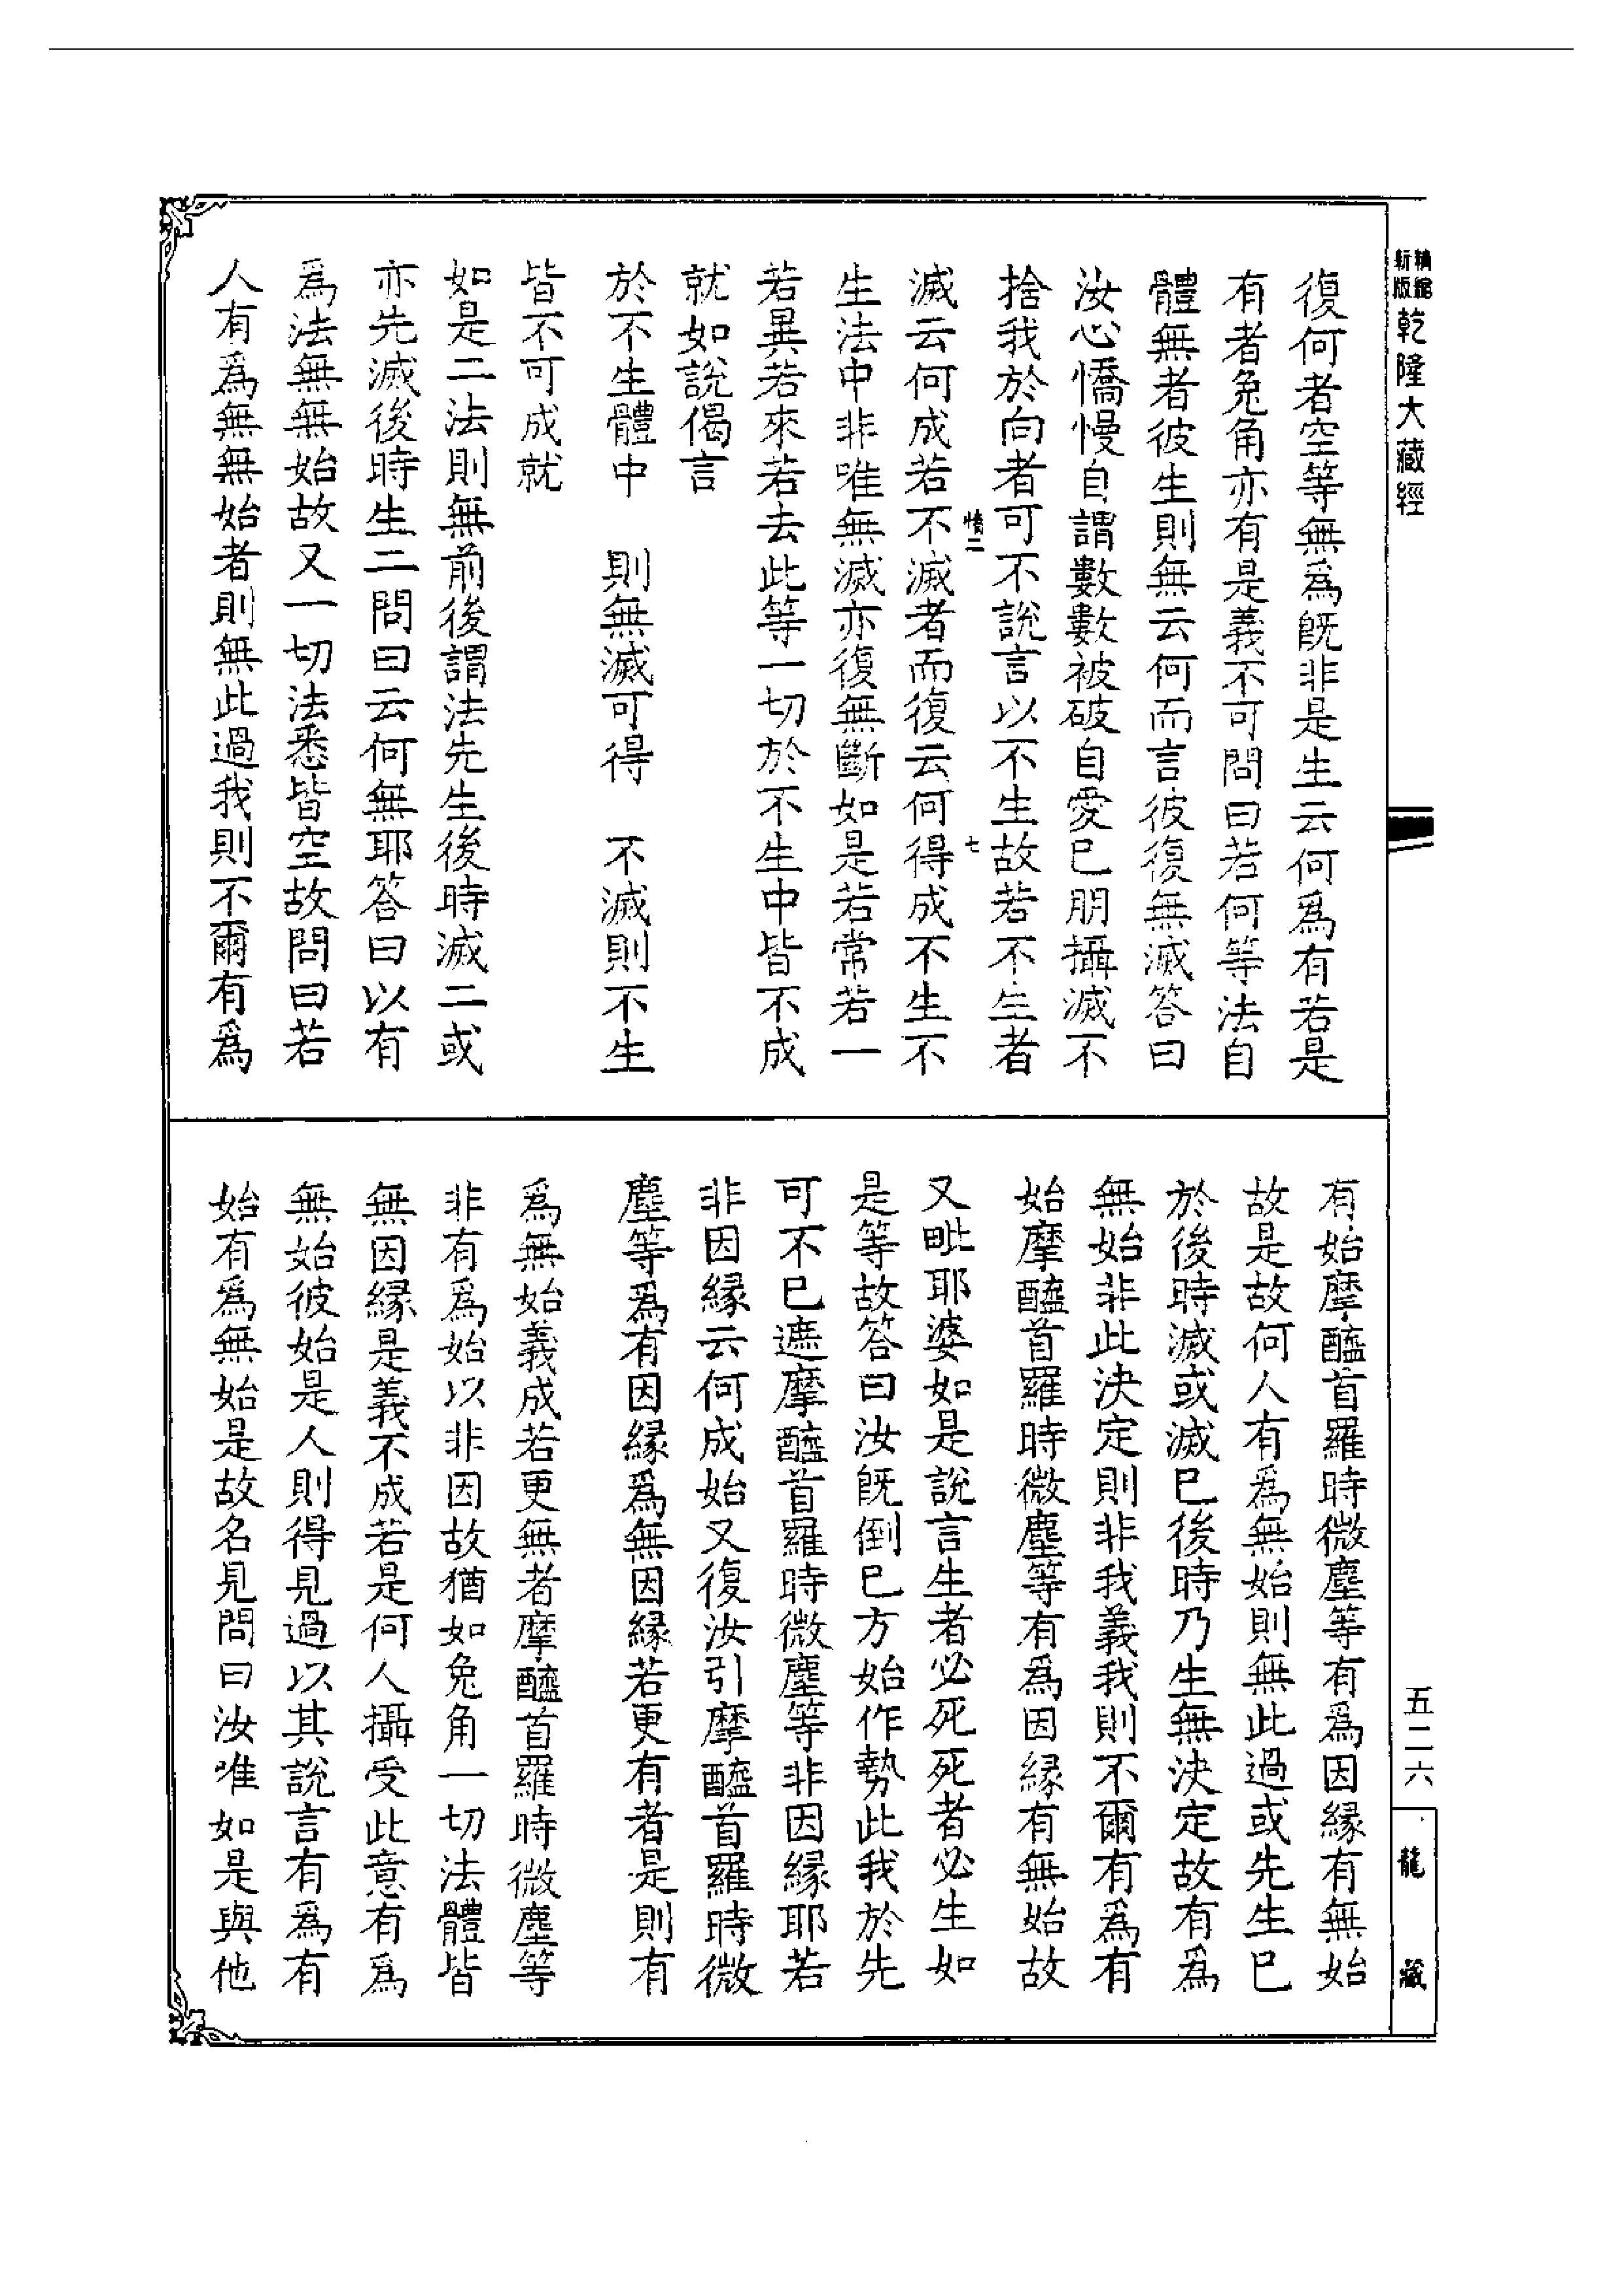 新版精縮乾隆大藏經
復何者空等無爲旣非是生云何爲有若是
有者兔角亦有是義不可問曰若何等法自
體無者彼生則無云何而言彼復無滅答曰
汝心憍慢自謂數數被破自愛已朋攝滅不
捨我於向者可不說言以不生故若不生者
情二 七
滅云何成若不滅者而復云何得成不生不
生法中非唯無滅亦復無斷如是若常若一
若異若來若去此等一切於不生中皆不成
就如說偈言
於不生體中 則無滅可得 不滅則不生
皆不可成就
如是二法則無前後謂法先生後時滅二或
亦先滅後時生二問曰云何無耶答曰以有
爲法無無始故又一切法悉皆空故問曰若
人有爲無無始者則無此過我則不爾有爲
有始摩醯首羅時微塵等有爲因緣有無始
故是故何人有爲無始則無此過或先生已
於後時滅或滅已後時乃生無決定故有爲
無始非此決定則非我義我則不爾有爲有
始摩醯首羅時微塵等有爲因緣有無始故
又毗耶婆如是說言生者必死死者必生如
是等故答曰汝旣倒已方始作勢此我於先
可不已遮摩醯首羅時微塵等非因緣耶若
非因緣云何成始又復汝引摩醯首羅時微
塵等爲有因緣爲無因緣若更有者是則有
爲無始義成若更無者摩醯首羅時微塵等
非有爲始以非因故猶如兔角一切法體皆
無因緣是義不成若是何人攝受此意有爲
無始彼始是人則得見過以其說言有爲有
始有爲無始是故名見問曰汝唯如是與他
五二六
龍藏